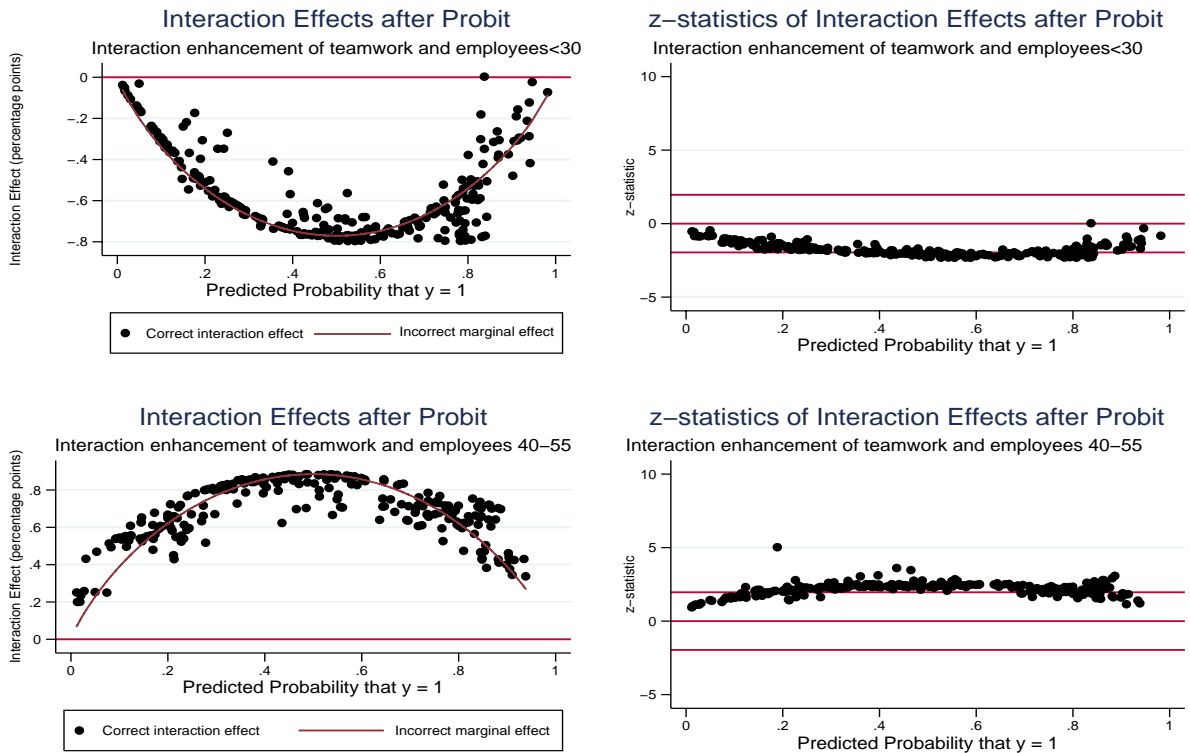 Interaction Effects after Probit
Interaction enhancement of teamwork and employees<30
Interaction Effect (percentage points)
0
−.2
−.4
−.6
−.8
0 .2 .4 .6 .8 1
Predicted Probability that y = 1
Correct interaction effect Incorrect marginal effect
z−statistics of Interaction Effects after Probit
Interaction enhancement of teamwork and employees<30
z−statistic
10
5
0
−5
0 .2 .4 .6 .8 1
Predicted Probability that y = 1
Interaction Effects after Probit
Interaction enhancement of teamwork and employees 40−55
Interaction Effect (percentage points)
.8
.6
.4
.2
0
0 .2 .4 .6 .8 1
Predicted Probability that y = 1
Correct interaction effect Incorrect marginal effect
z−statistics of Interaction Effects after Probit
Interaction enhancement of teamwork and employees 40−55
z−statistic
10
5
0
−5
0 .2 .4 .6 .8 1
Predicted Probability that y = 1